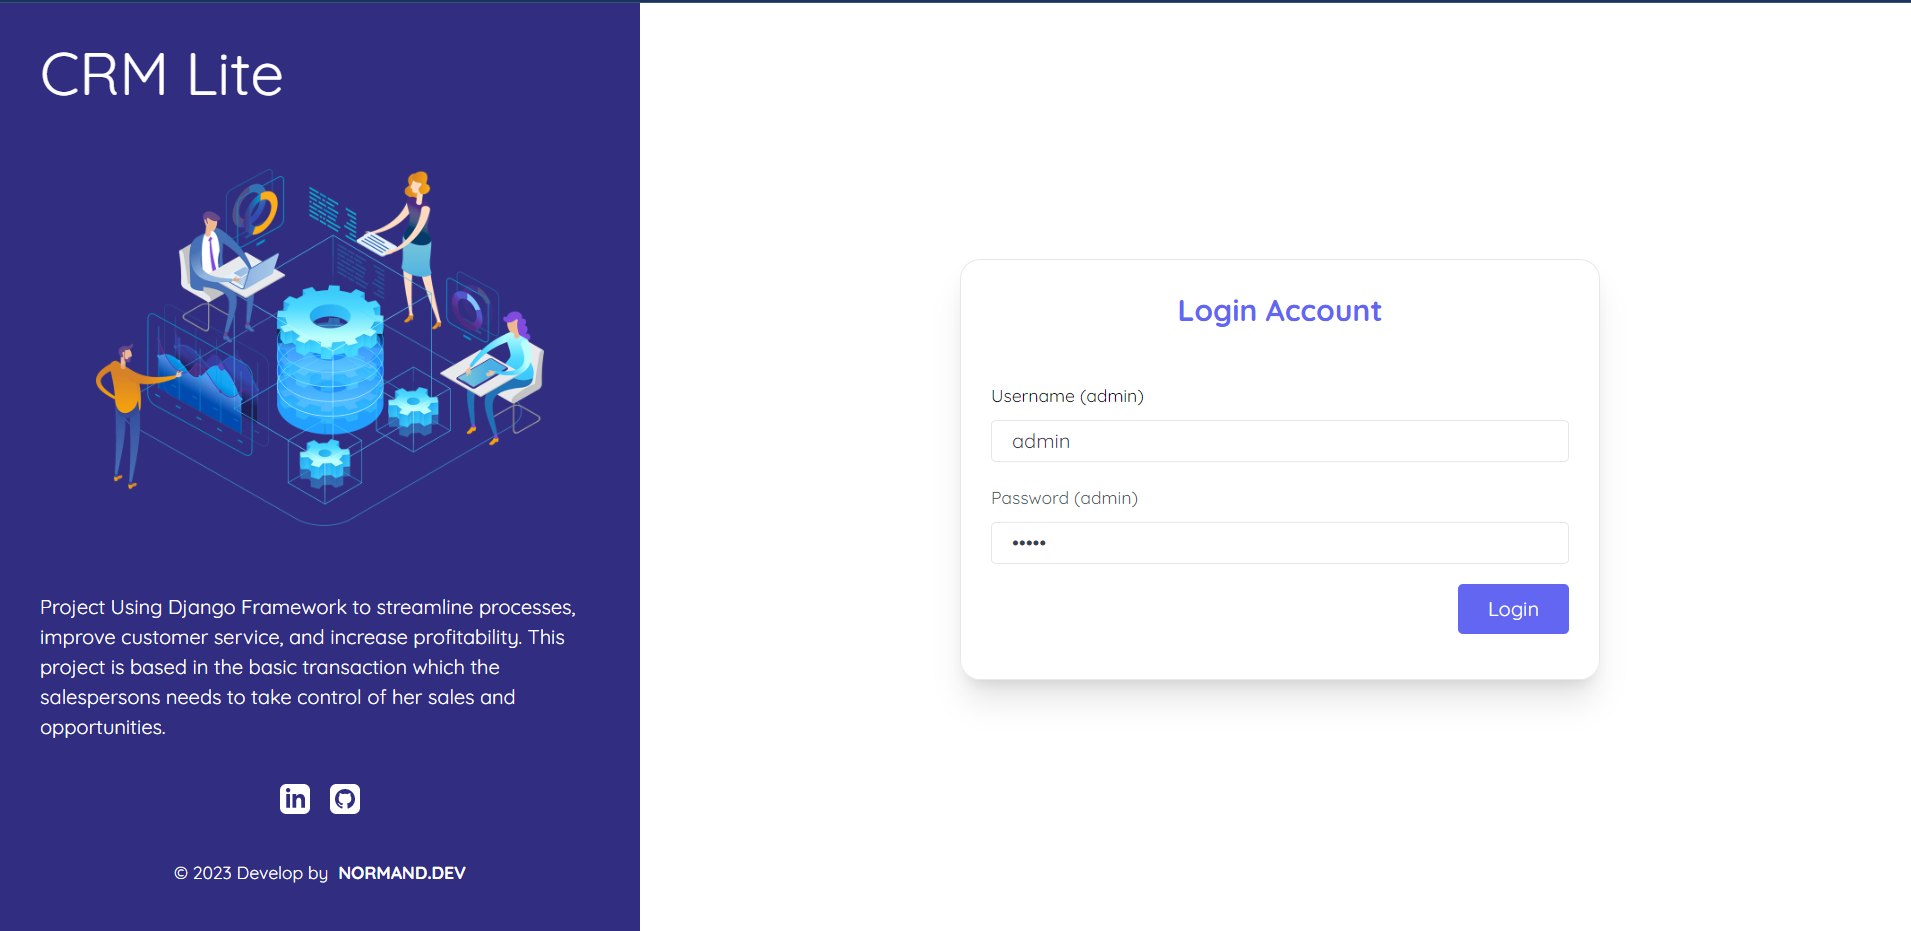 CRM Lite
Project Using Django Framework to streamline processes,
improve customer service, and increase profitability. This
project is based in the basic transaction which the
salespersons needs to take control of her sales and
opportunities.
in
© 2023 Develop by NORMAND.DEV
Login Account
Username (admin)
admin
Password (admin)
•••••
Login